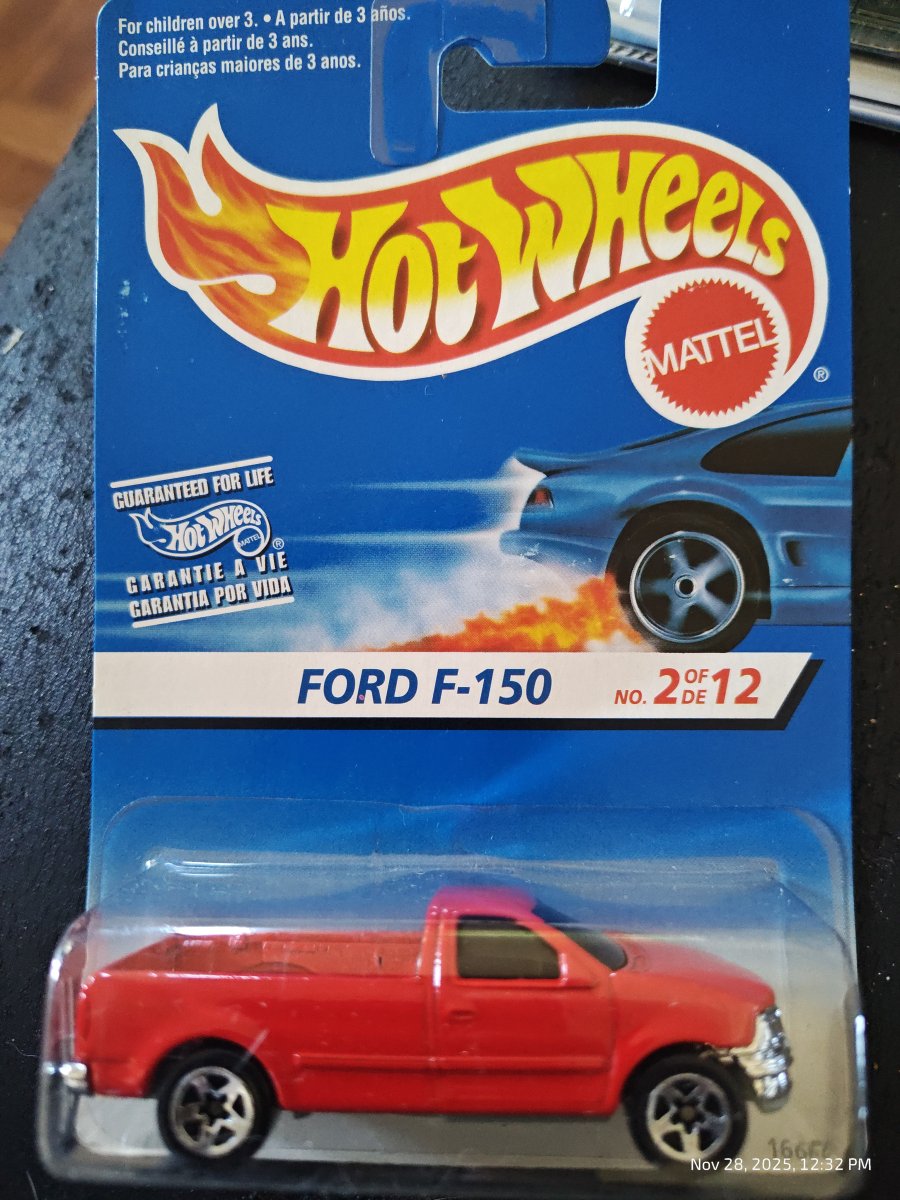 For children over 3. • A partir de 3 años.
Conseillé à partir de 3 ans.
Para crianças maiores de 3 anos.
HOT WHEELS
MATTEL
®
GUARANTEED FOR LIFE
HOT WHEELS
MATTEL
®
GARANTIE A VIE
GARANTIA POR VIDA
FORD F-150
NO. 2 OF DE 12
Nov 28, 2025, 12:32 PM